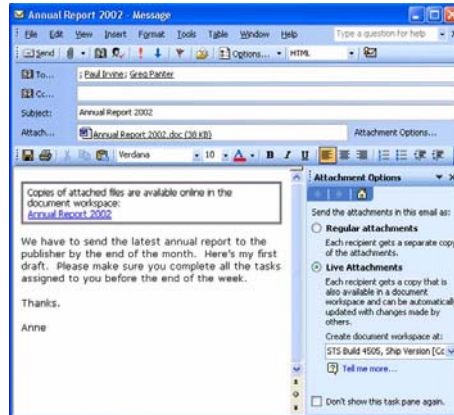 Annual Report 2002 - Message
File Edit View Insert Format Tools Table Window Help Type a question for help
Send Options... HTML
To... ; Paul Irvine; Greg Panter
Cc...
Subject: Annual Report 2002
Attach... Annual Report 2002.doc (38 KB) Attachment Options...
Verdana 10 A B I U
Copies of attached files are available online in the
document workspace:
Annual Report 2002
We have to send the latest annual report to the
publisher by the end of the month. Here's my first
draft. Please make sure you complete all the tasks
assigned to you before the end of the week.
Thanks.
Anne
Attachment Options
Send the attachments in this email as:
Regular attachments
Each recipient gets a separate copy
of the attachments.
Live Attachments
Each recipient gets a copy that is
also available in a document
workspace and can be automatically
updated with changes made by
others.
Create document workspace at:
STS Build 4505, Ship Version [Cc
Tell me more...
Don't show this task pane again.